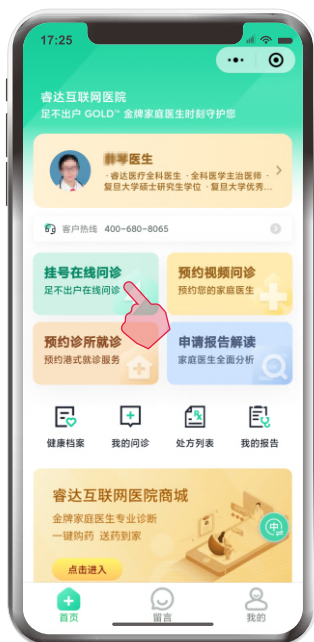 17:25
睿达互联网医院
足不出户 GOLD™ 金牌家庭医生时刻守护您
琴医生
·睿达医疗全科医生 ·全科医学主治医师 ·
复旦大学硕士研究生学位 ·复旦大学优秀...
客户热线 400-680-8065
挂号在线问诊
足不出户在线问诊
预约视频问诊
预约您的家庭医生
预约诊所就诊
预约港式就诊服务
申请报告解读
家庭医生全面分析
健康档案
我的问诊
处方列表
我的报告
睿达互联网医院商城
金牌家庭医生专业诊断
一键购药 送药到家
中
点击进入
首页
留言
我的